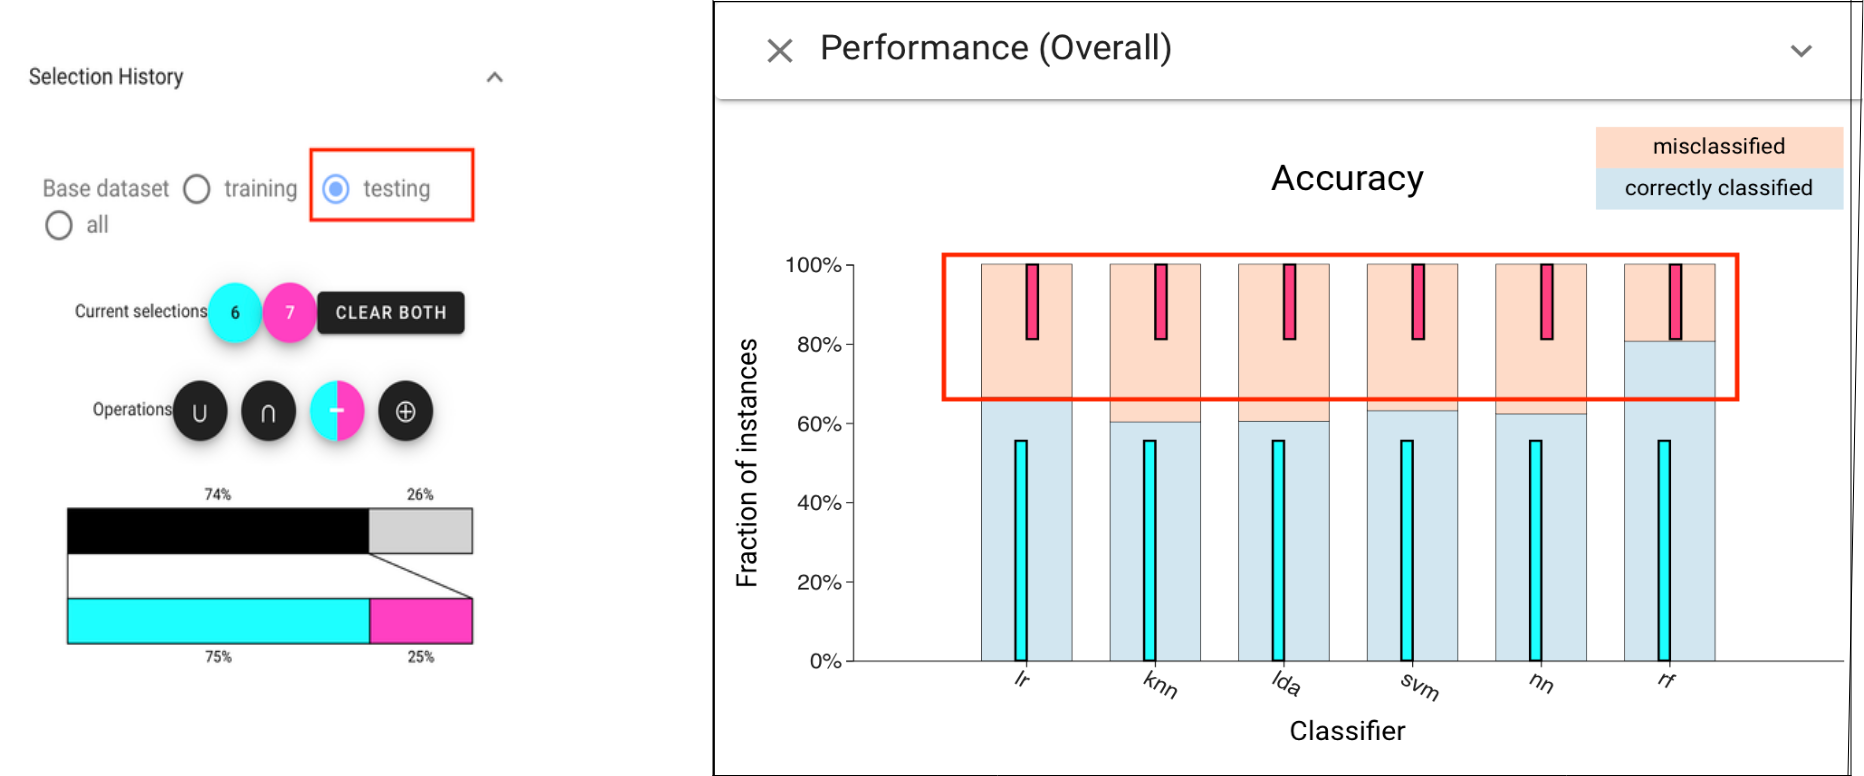 Selection History
Base dataset training testing
all
Current selections 6 7 CLEAR BOTH
Operations ∪ ∩ − ⊕
74% 26%
75% 25%
Performance (Overall)
misclassified
correctly classified
Accuracy
100%
80%
60%
40%
20%
0%
Fraction of instances
lr knn lda svm nn rf
Classifier